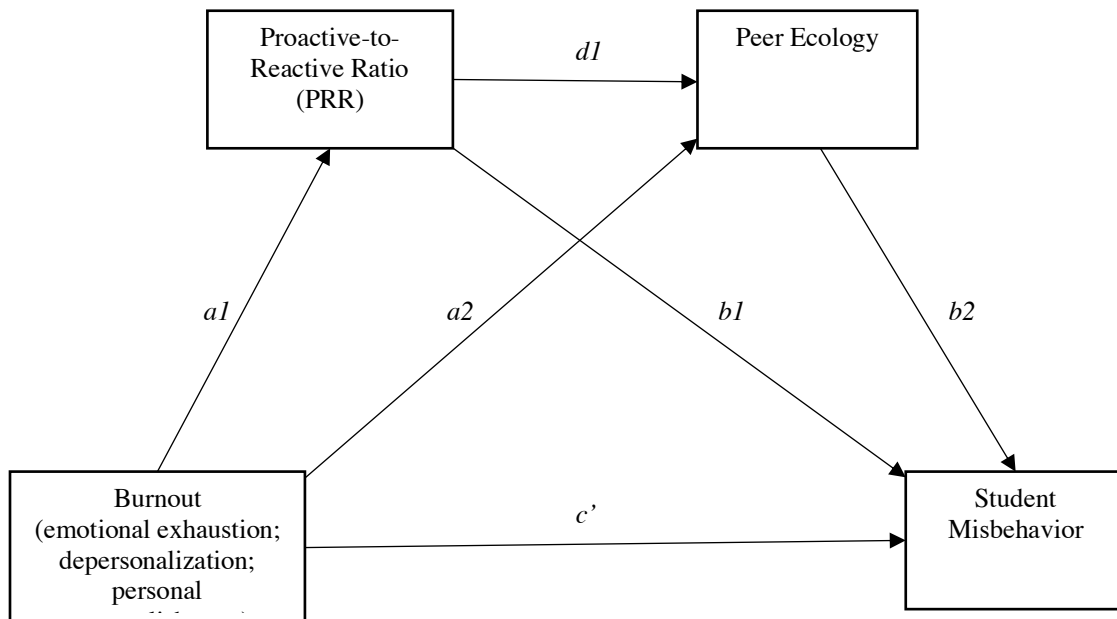 Proactive-to-
Reactive Ratio
(PRR)
d1
Peer Ecology
a1
a2
b1
b2
Burnout
(emotional exhaustion;
depersonalization;
personal
c’
Student
Misbehavior